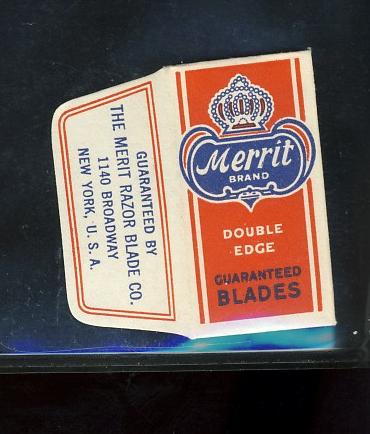 Merrit
BRAND
DOUBLE
EDGE
GUARANTEED
BLADES
GUARANTEED BY
THE MERIT RAZOR BLADE CO.
1140 BROADWAY
NEW YORK, U. S. A.